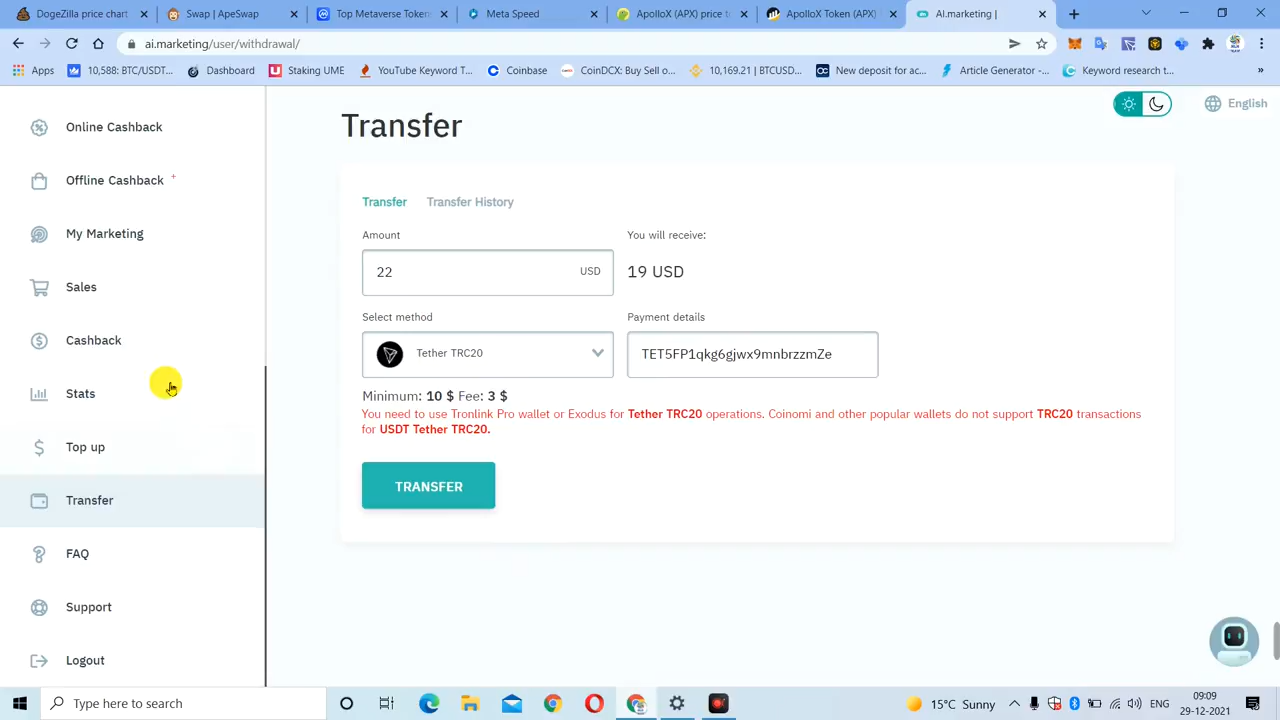 Doge coin price cashback
Swap | ApeSwap
Meta Terrace Token v
Meta Speed
ApolloX (APX) price t
ApolloX Token (APX)
AI.marketing |
ai.marketing/user/withdrawal/
Apps
10,588: BTC/USDT...
Dashboard
Staking UME
YouTube Keyword T...
Coinbase
CoinDCX: Buy Sel o...
10,169.21 | BTCUSD...
New deposit for ac...
Article Generator -...
Keyword research t...
Online Cashback
Offline Cashback +
My Marketing
Sales
Cashback
Stats
Top up
Transfer
FAQ
Support
Logout
English
Transfer
Transfer Transfer History
Amount You will receive:
22 USD 19 USD
Select method Payment details
Tether TRC20 TET5FP1qkg6gjwx9mnbrzzmZe
Minimum: 10 $ Fee: 3 $
You need to use Tronlink Pro wallet or Exodus for Tether TRC20 operations. Coinomi and other popular wallets do not support TRC20 transactions
for USDT Tether TRC20.
TRANSFER
Type here to search
15°C Sunny
ENG
09:09
29-12-2021